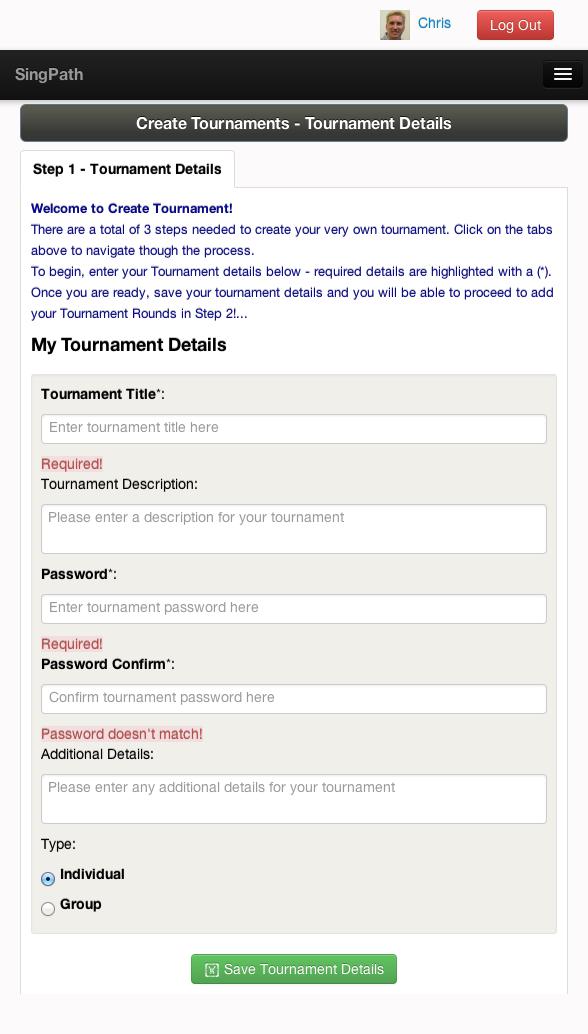 Chris
Log Out
SingPath
Create Tournaments - Tournament Details
Step 1 - Tournament Details
Welcome to Create Tournament!
There are a total of 3 steps needed to create your very own tournament. Click on the tabs
above to navigate though the process.
To begin, enter your Tournament details below - required details are highlighted with a (*).
Once you are ready, save your tournament details and you will be able to proceed to add
your Tournament Rounds in Step 2!...
My Tournament Details
Tournament Title*:
Enter tournament title here
Required!
Tournament Description:
Please enter a description for your tournament
Password*:
Enter tournament password here
Required!
Password Confirm*:
Confirm tournament password here
Password doesn't match!
Additional Details:
Please enter any additional details for your tournament
Type:
Individual
Group
Save Tournament Details